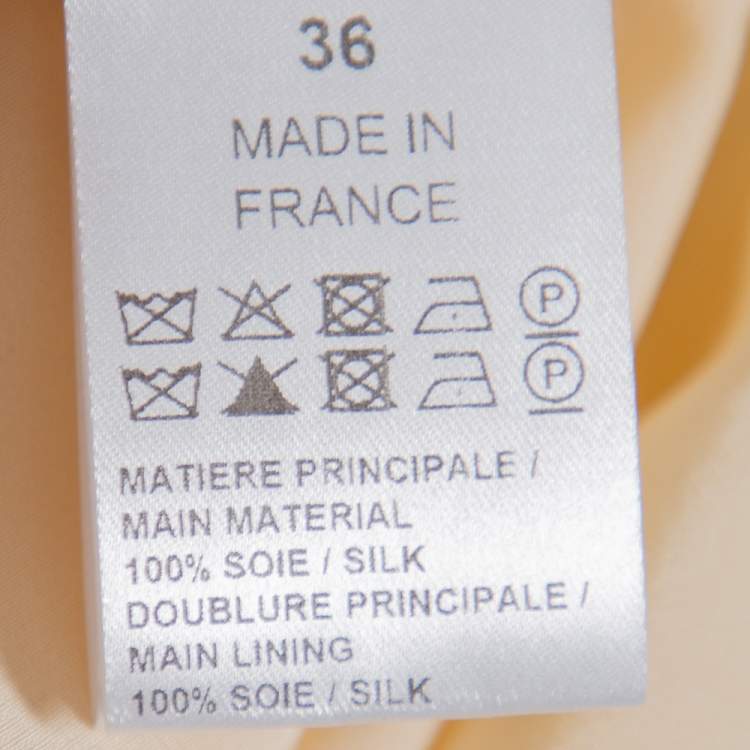 36
MADE IN
FRANCE
P
P
MATIERE PRINCIPALE /
MAIN MATERIAL
100% SOIE / SILK
DOUBLURE PRINCIPALE /
MAIN LINING
100% SOIE / SILK